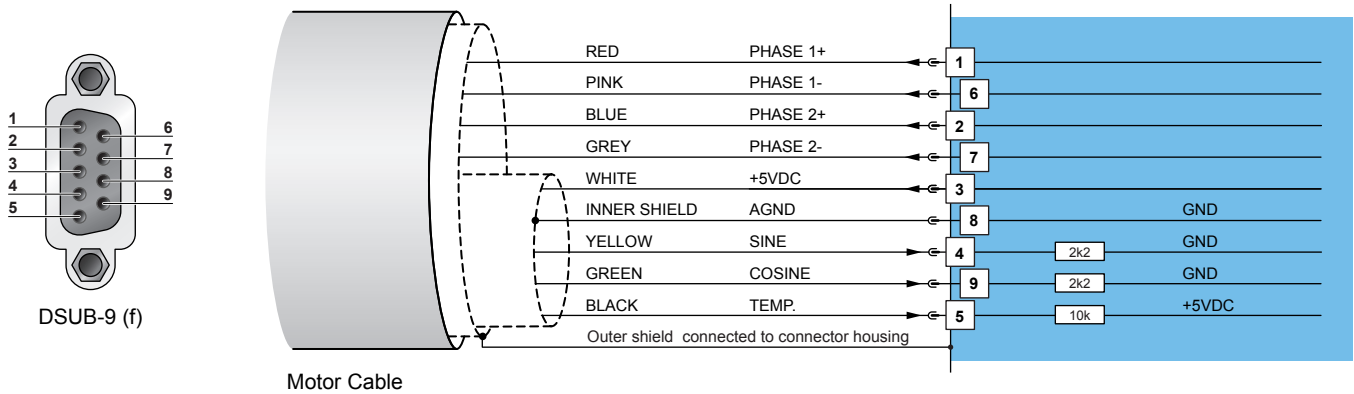 1 6
2 7
3 8
4 9
5
DSUB-9 (f)
Motor Cable
RED PHASE 1+ 1
PINK PHASE 1- 6
BLUE PHASE 2+ 2
GREY PHASE 2- 7
WHITE +5VDC 3
INNER SHIELD AGND 8 GND
YELLOW SINE 4 2k2 GND
GREEN COSINE 9 2k2 GND
BLACK TEMP. 5 10k +5VDC
Outer shield connected to connector housing